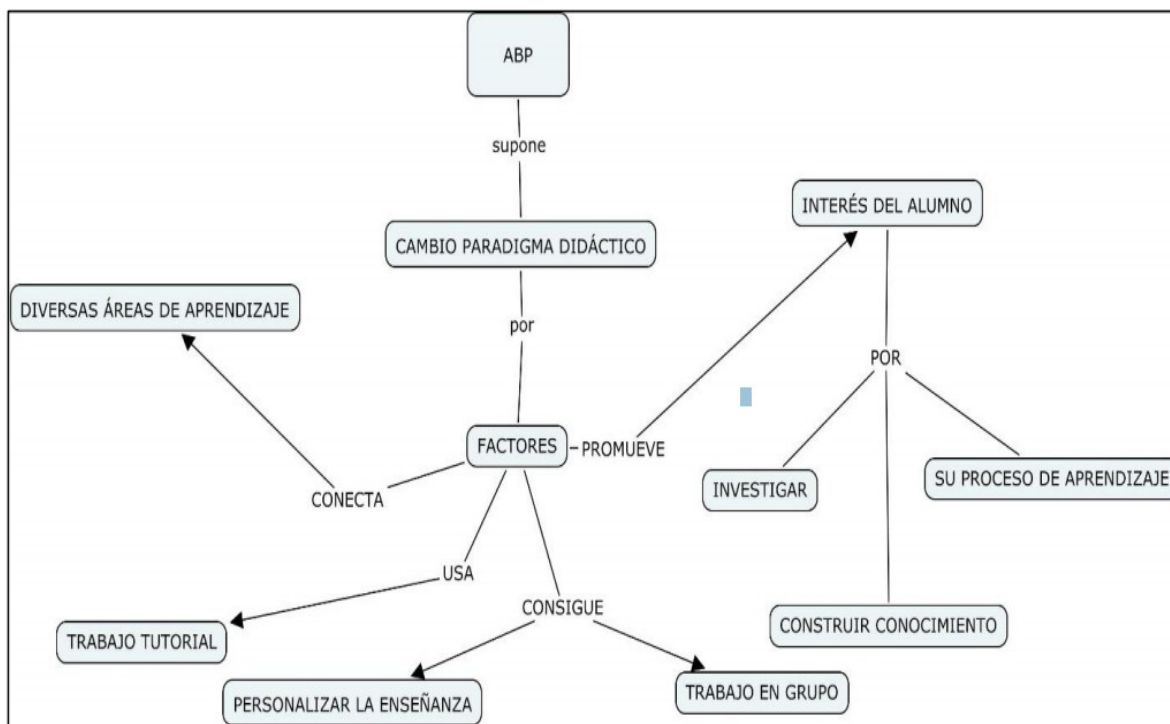 ABP
supone
INTERÉS DEL ALUMNO
CAMBIO PARADIGMA DIDÁCTICO
DIVERSAS ÁREAS DE APRENDIZAJE
por
POR
FACTORES
PROMUEVE
INVESTIGAR
SU PROCESO DE APRENDIZAJE
CONECTA
USA
CONSIGUE
TRABAJO TUTORIAL
CONSTRUIR CONOCIMIENTO
PERSONALIZAR LA ENSEÑANZA
TRABAJO EN GRUPO